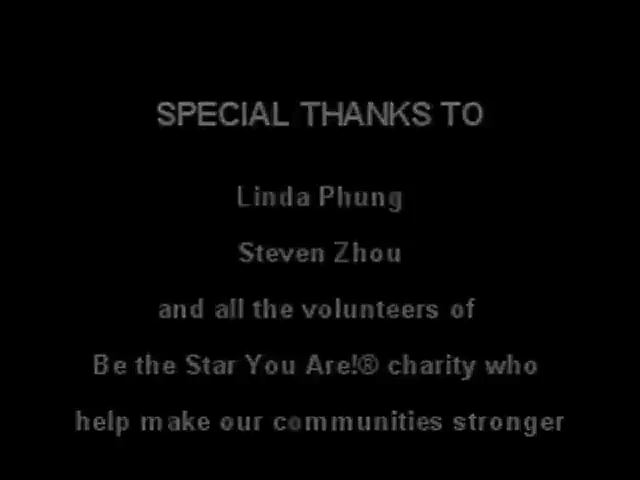 SPECIAL THANKS TO
Linda Phung
Steven Zhou
and all the volunteers of
Be the Star You Are!® charity who
help make our communities stronger